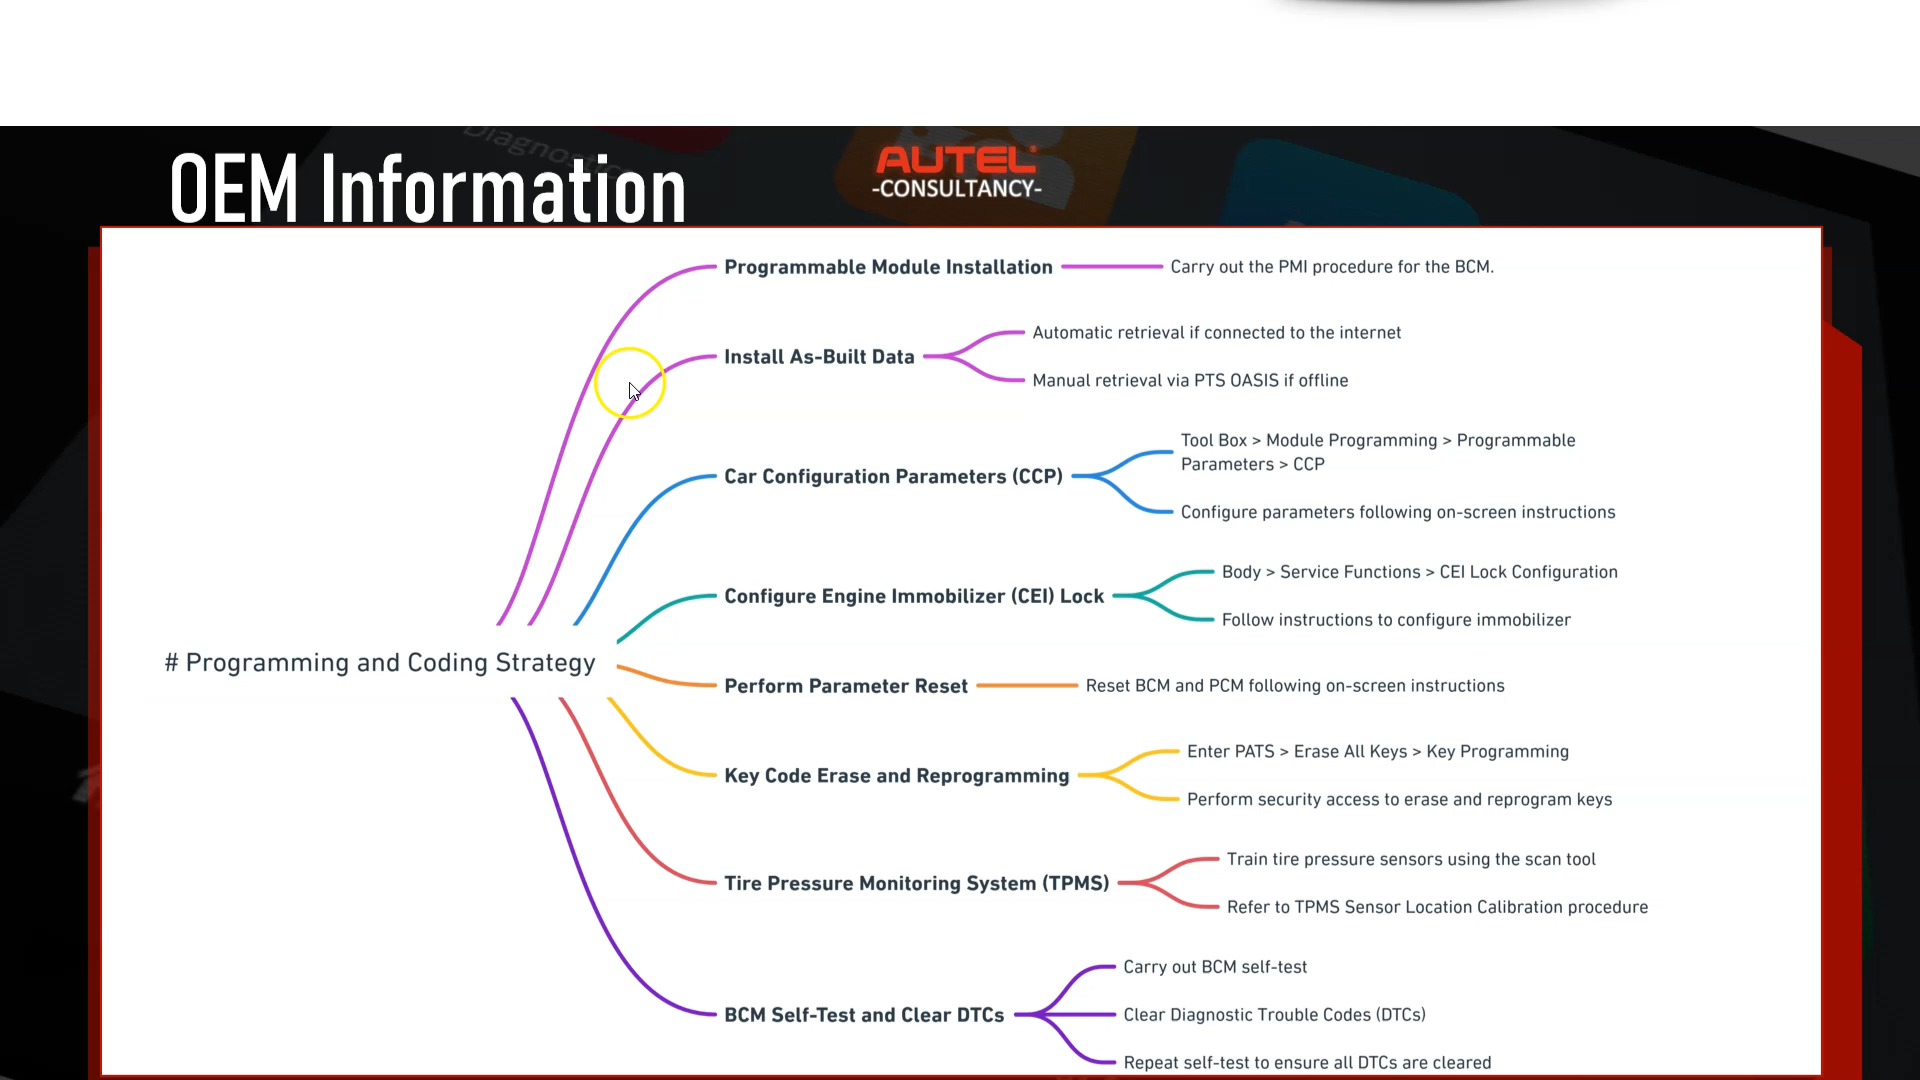 Diagnostics
OEM Information
AUTEL
-CONSULTANCY-
Programmable Module Installation
Carry out the PMI procedure for the BCM.
Install As-Built Data
Automatic retrieval if connected to the internet
Manual retrieval via PTS OASIS if offline
Car Configuration Parameters (CCP)
Tool Box > Module Programming > Programmable
Parameters > CCP
Configure parameters following on-screen instructions
Configure Engine Immobilizer (CEI) Lock
Body > Service Functions > CEI Lock Configuration
Follow instructions to configure immobilizer
# Programming and Coding Strategy
Perform Parameter Reset
Reset BCM and PCM following on-screen instructions
Key Code Erase and Reprogramming
Enter PATS > Erase All Keys > Key Programming
Perform security access to erase and reprogram keys
Tire Pressure Monitoring System (TPMS)
Train tire pressure sensors using the scan tool
Refer to TPMS Sensor Location Calibration procedure
BCM Self-Test and Clear DTCs
Carry out BCM self-test
Clear Diagnostic Trouble Codes (DTCs)
Repeat self-test to ensure all DTCs are cleared